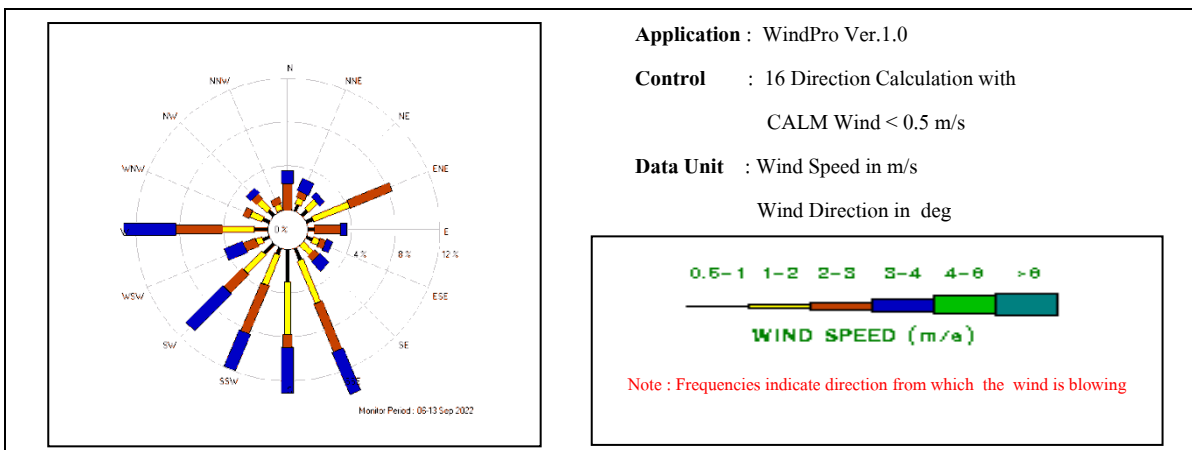 N
NNE
NE
ENE
E
ESE
SE
SSW
SW
WSW
WNW
NW
NNW
0 %
4 %
8 %
12 %
Monitor Period : 06-13 Sep 2022
Application : WindPro Ver.1.0
Control : 16 Direction Calculation with
CALM Wind < 0.5 m/s
Data Unit : Wind Speed in m/s
Wind Direction in deg
0.5-1 1-2 2-3 3-4 4-6 >6
WIND SPEED (m/s)
Note : Frequencies indicate direction from which the wind is blowing